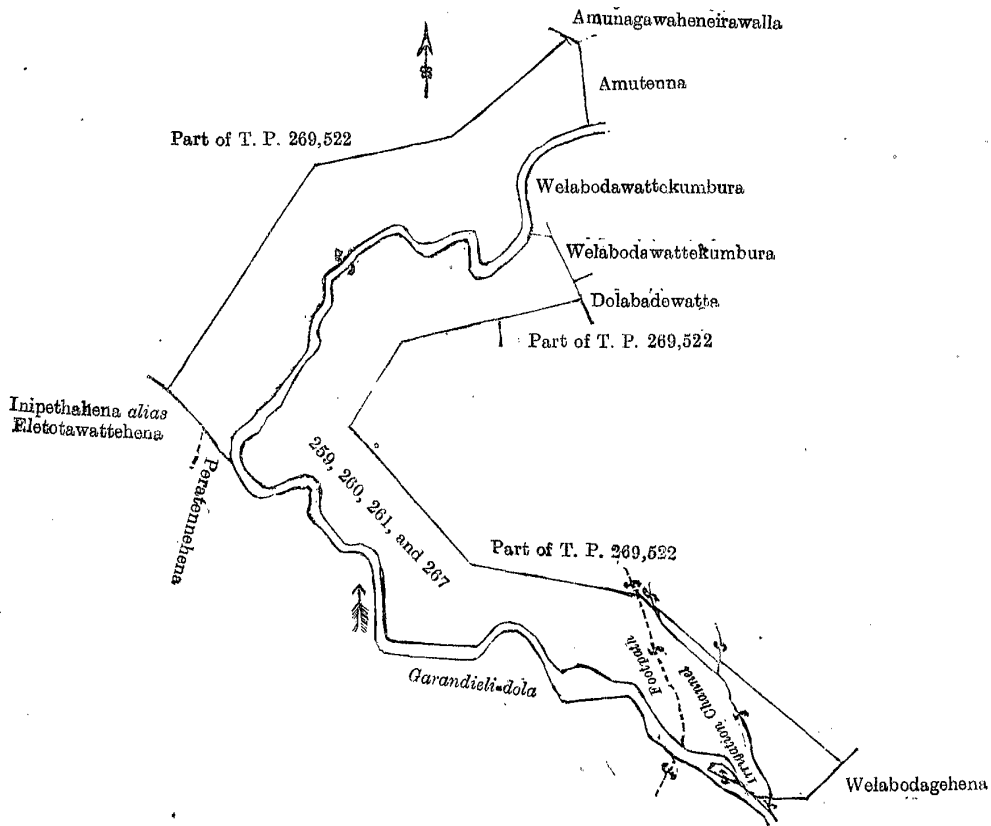 Amunagawaheneirawalla
Amutenna
Part of T. P. 269,522
Welabodawattekumbura
Welabodawattekumbura
Dolabadewatta
Part of T. P. 269,522
Inipethahena alias
Eletotawattehena
Peratennehena
259, 260, 261, and 267
Part of T. P. 269,522
Garandieli-dola
Footpath
Irrigation Channel
Welabodagehena